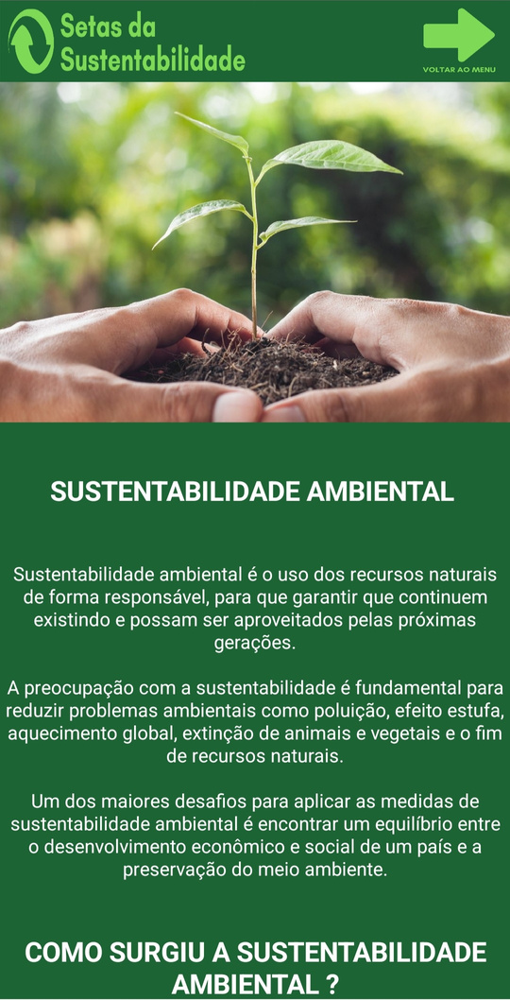 Setas da
Sustentabilidade
VOLTAR AO MENU
SUSTENTABILIDADE AMBIENTAL
Sustentabilidade ambiental é o uso dos recursos naturais
de forma responsável, para que garantir que continuem
existindo e possam ser aproveitados pelas próximas
gerações.
A preocupação com a sustentabilidade é fundamental para
reduzir problemas ambientais como poluição, efeito estufa,
aquecimento global, extinção de animais e vegetais e o fim
de recursos naturais.
Um dos maiores desafios para aplicar as medidas de
sustentabilidade ambiental é encontrar um equilíbrio entre
o desenvolvimento econômico e social de um país e a
preservação do meio ambiente.
COMO SURGIU A SUSTENTABILIDADE
AMBIENTAL ?